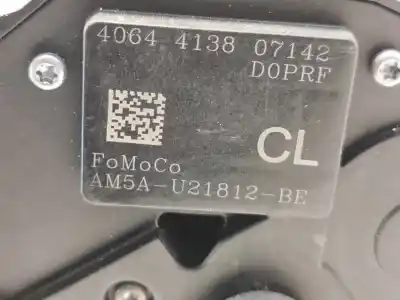 4064 4138 07142
D0PRF
CL
FoMoCo
AM5A-U21812-BE